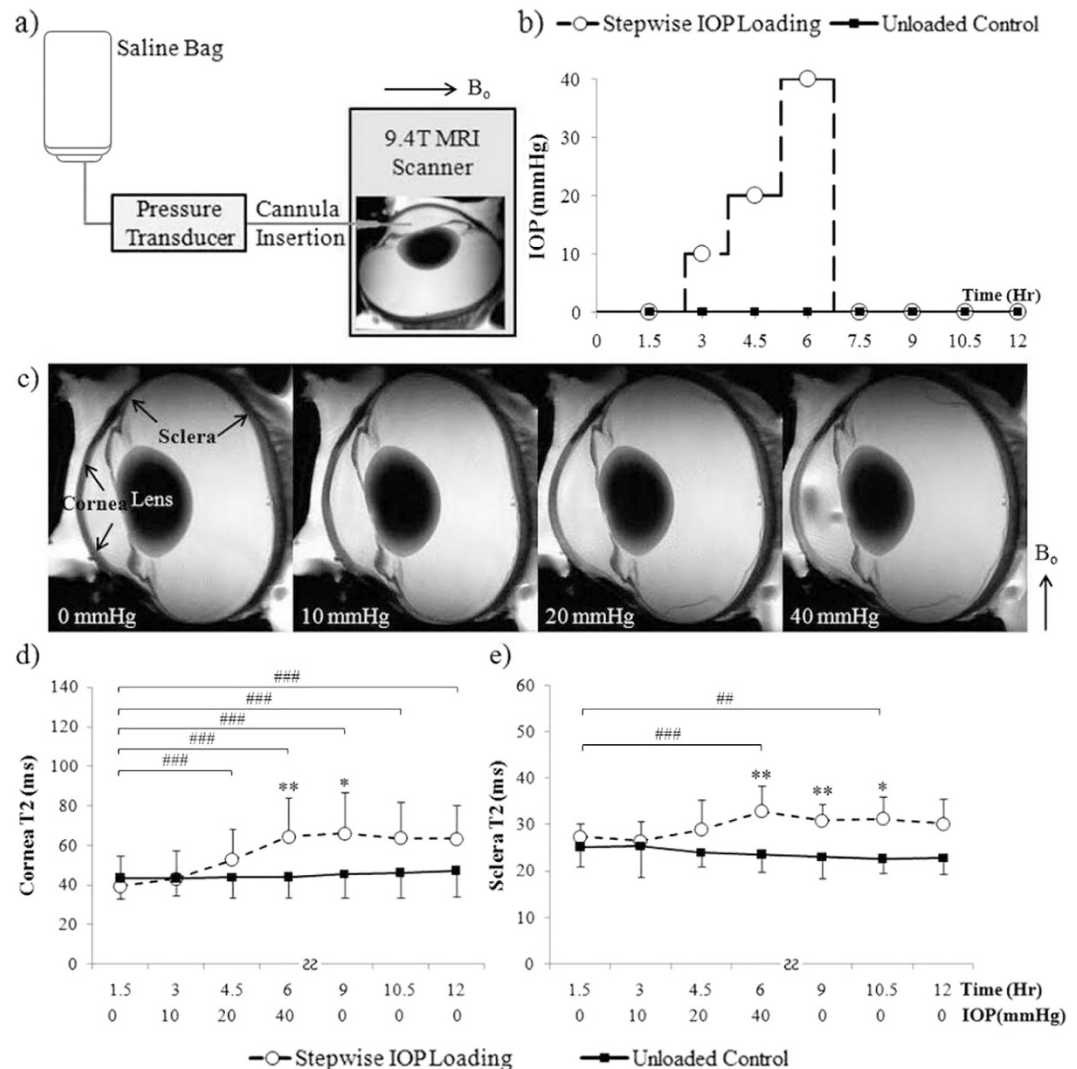 a)
Saline Bag
B₀
9.4T MRI
Scanner
Pressure
Transducer
Cannula
Insertion
b)
Stepwise IOP Loading Unloaded Control
IOP (mmHg)
40
30
20
10
0
Time (Hr)
0 1.5 3 4.5 6 7.5 9 10.5 12
c)
Sclera
Cornea
Lens
0 mmHg
10 mmHg
20 mmHg
40 mmHg
B₀
d)
Cornea T2 (ms)
140
120
100
80
60
40
20
0
###
###
###
###
###
** *
1.5 3 4.5 6 9 10.5 12
0 10 20 40 0 0 0
e)
Sclera T2 (ms)
60
50
40
30
20
10
0
##
###
** ** *
1.5 3 4.5 6 9 10.5 12 Time (Hr)
0 10 20 40 0 0 0 IOP(mmHg)
Stepwise IOP Loading Unloaded Control